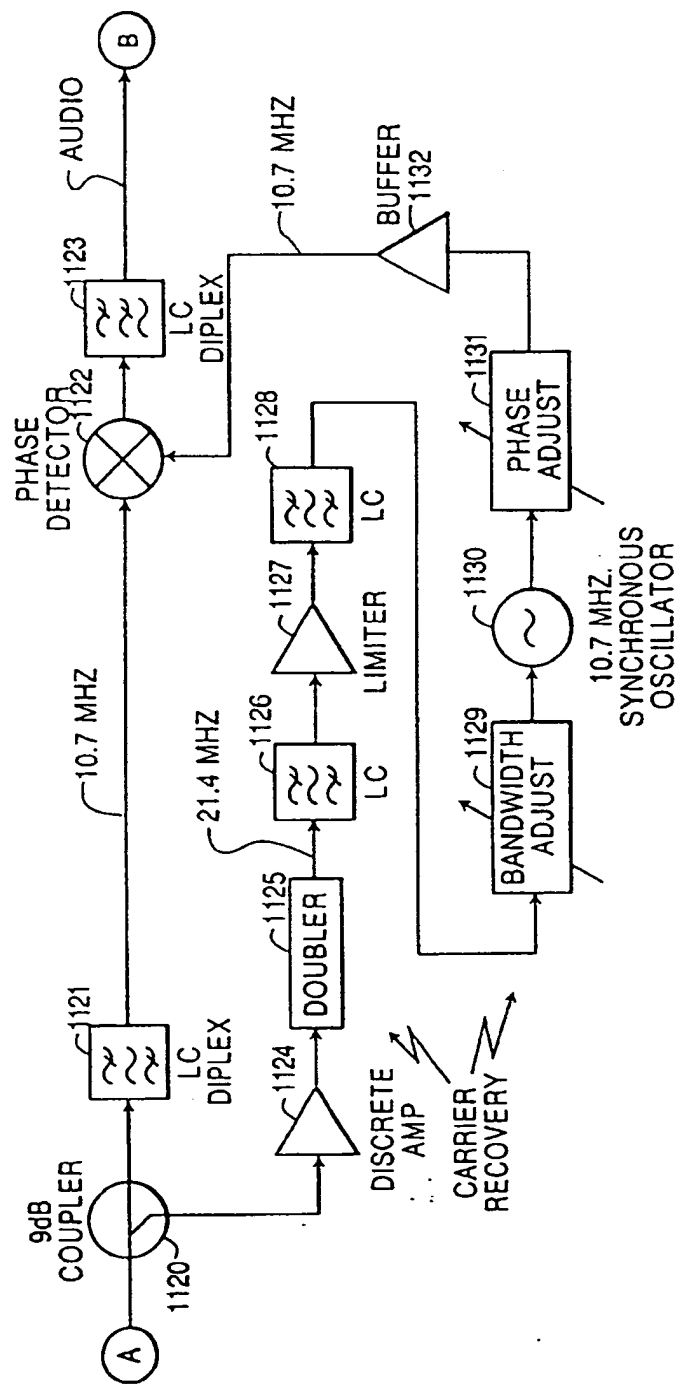 A
9dB
COUPLER
1120
1121
LC
DIPLEX
10.7 MHZ
PHASE
DETECTOR
1122
1123
LC
DIPLEX
AUDIO
B
1124
DISCRETE
AMP
1125
DOUBLER
21.4 MHZ
1126
LC
1127
LIMITER
1128
LC
10.7 MHZ
BUFFER
1132
CARRIER
RECOVERY
1129
BANDWIDTH
ADJUST
1130
10.7 MHZ.
SYNCHRONOUS
OSCILLATOR
1131
PHASE
ADJUST